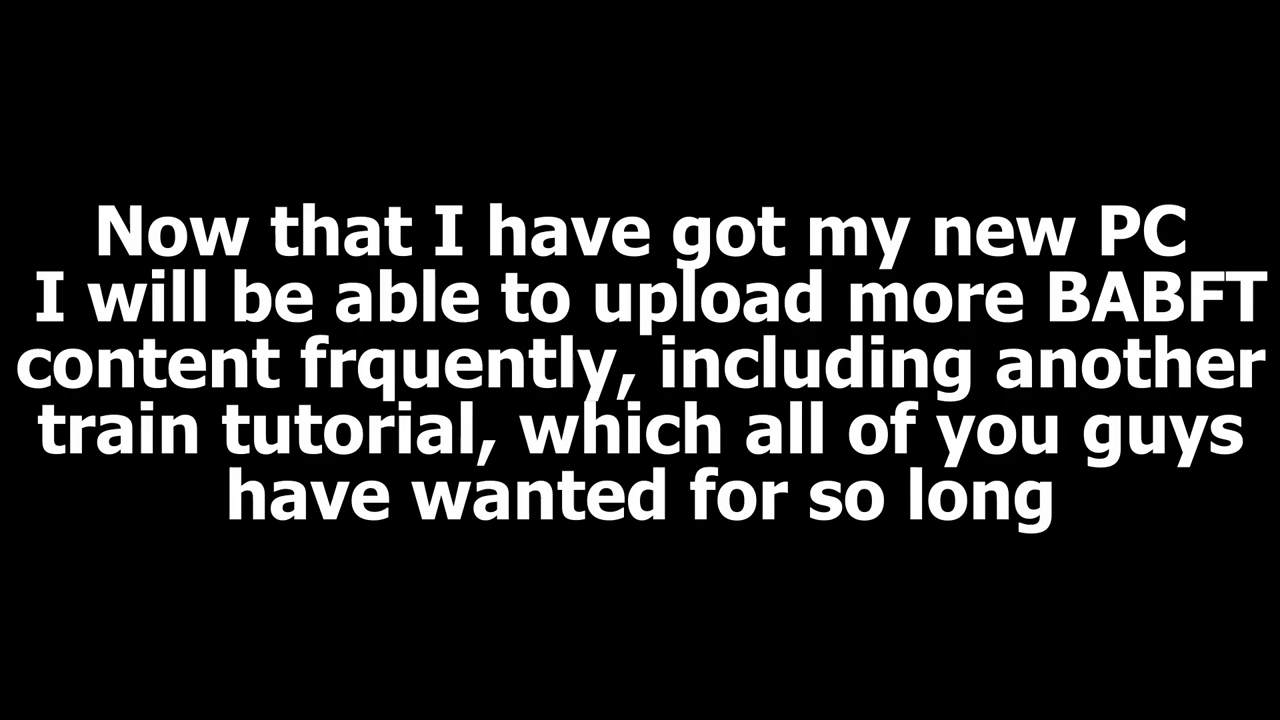 Now that I have got my new PC
I will be able to upload more BABFT
content frquently, including another
train tutorial, which all of you guys
have wanted for so long